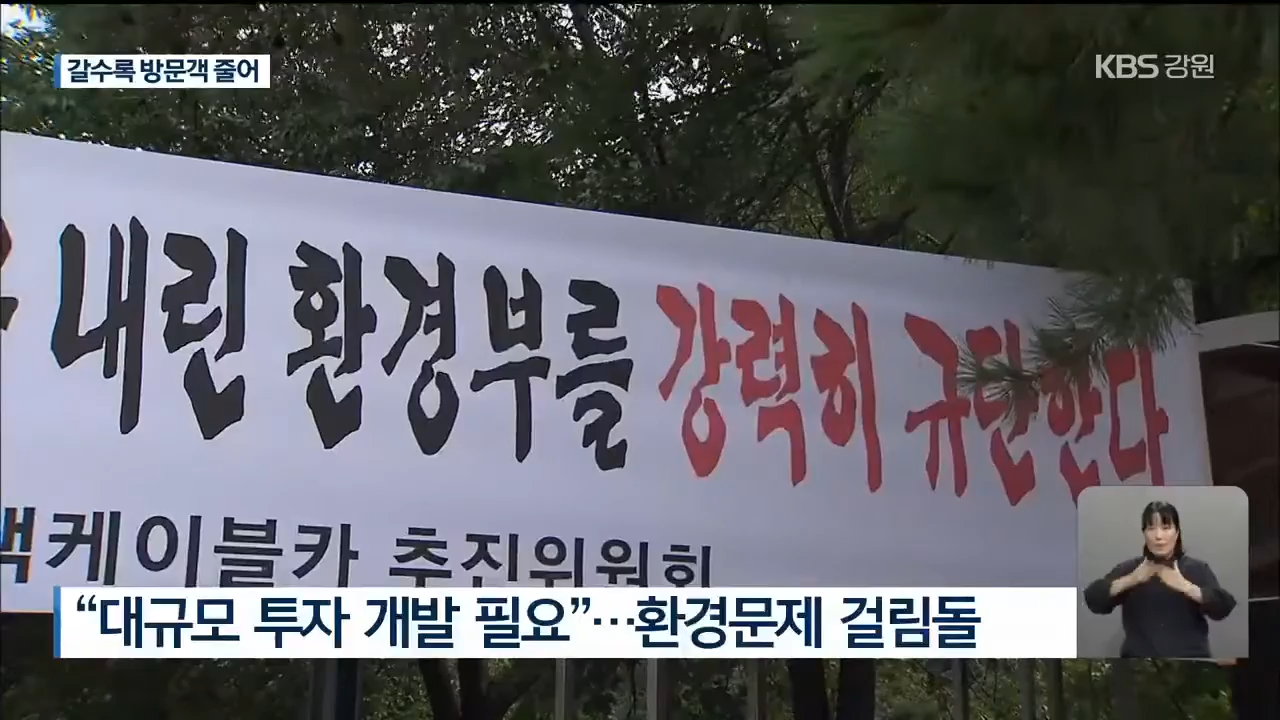 갈수록 방문객 줄어
KBS 강원
내린 환경부를 강력히 규탄한다
색케이블카 추진위원회
“대규모 투자 개발 필요”…환경문제 걸림돌